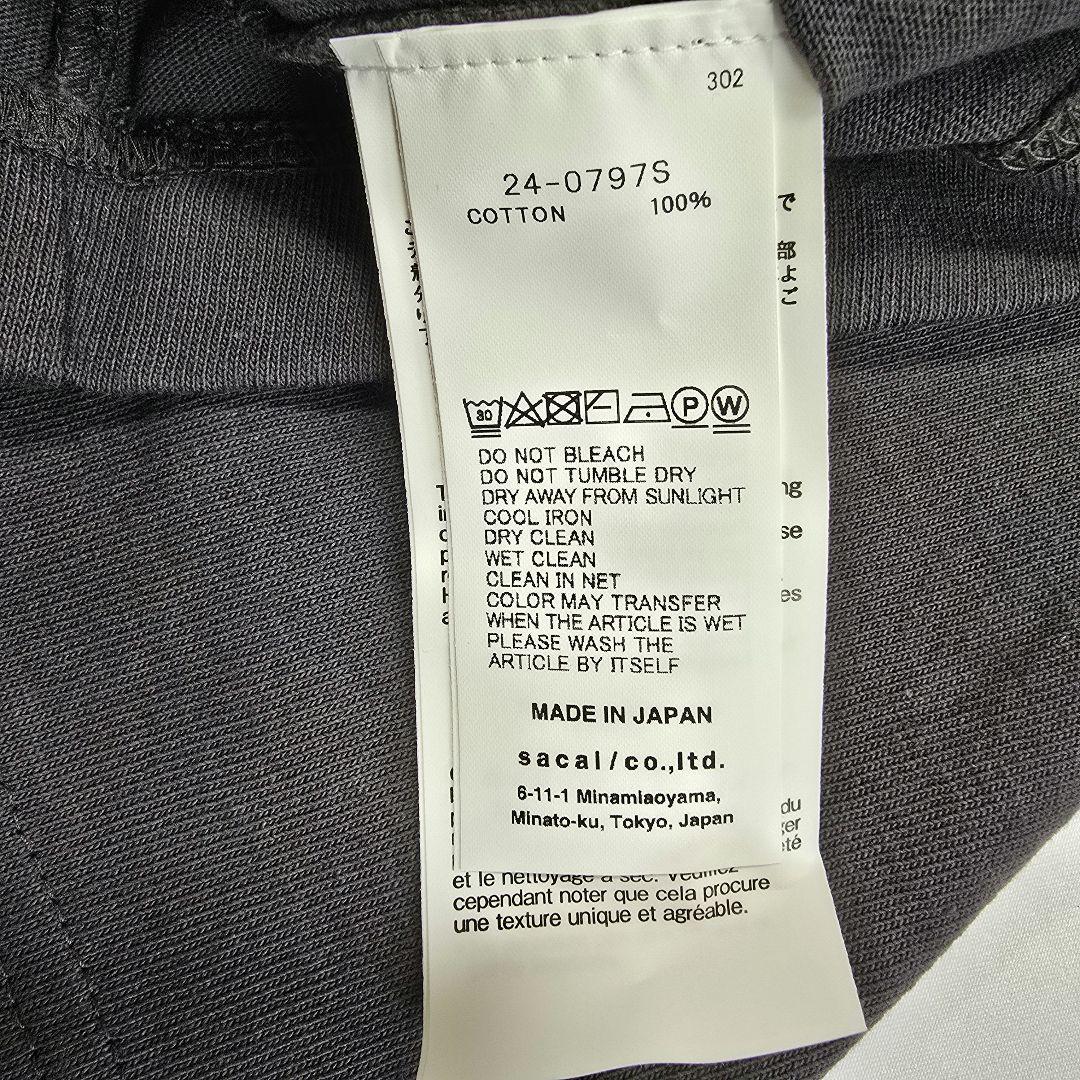 302
24-0797S
COTTON 100%
30
P W
DO NOT BLEACH
DO NOT TUMBLE DRY
DRY AWAY FROM SUNLIGHT
COOL IRON
DRY CLEAN
WET CLEAN
CLEAN IN NET
COLOR MAY TRANSFER
WHEN THE ARTICLE IS WET
PLEASE WASH THE
ARTICLE BY ITSELF
MADE IN JAPAN
sacai/co.,ltd.
6-11-1 Minamiaoyama,
Minato-ku, Tokyo, Japan
et le nettoyage à sec. Veuillez
cependant noter que cela procure
une texture unique et agréable.